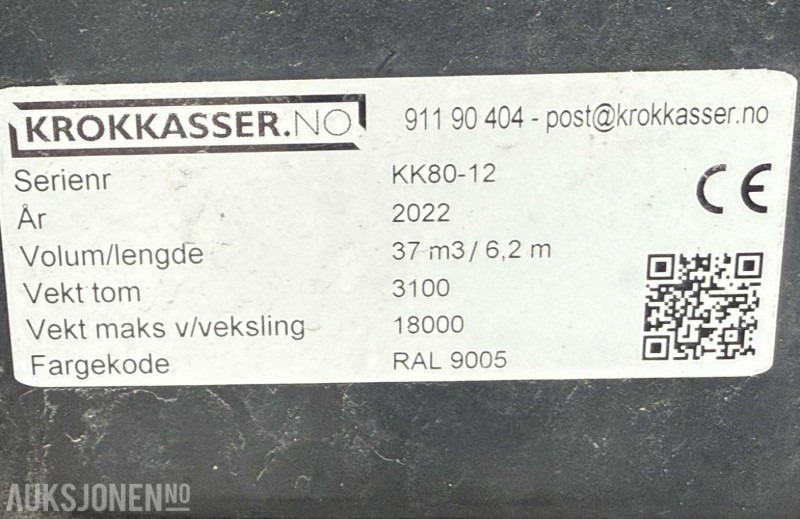 KROKKASSER.NO 911 90 404 - post@krokkasser.no
Serienr KK80-12
År 2022
Volum/lengde 37 m3/ 6,2 m
Vekt tom 3100
Vekt maks v/veksling 18000
Fargekode RAL 9005
CE
AUKSJONEN.NO